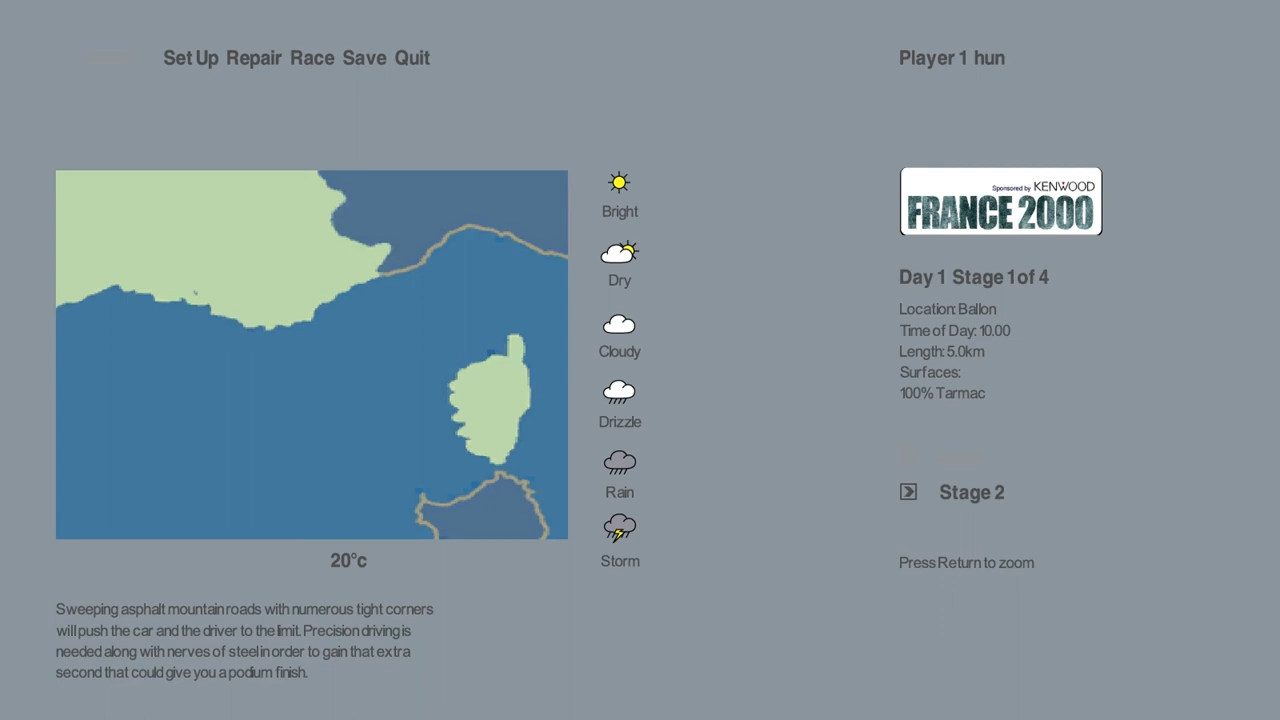 Set Up Repair Race Save Quit
Player 1 hun
Sponsored by KENWOOD
FRANCE 2000
Bright
Dry
Cloudy
Drizzle
Rain
Storm
Day 1 Stage 1 of 4
Location: Ballon
Time of Day: 10.00
Length: 5.0km
Surfaces:
100% Tarmac
Stage 2
Press Return to zoom
20°c
Sweeping asphalt mountain roads with numerous tight corners
will push the car and the driver to the limit. Precision driving is
needed along with nerves of steel in order to gain that extra
second that could give you a podium finish.